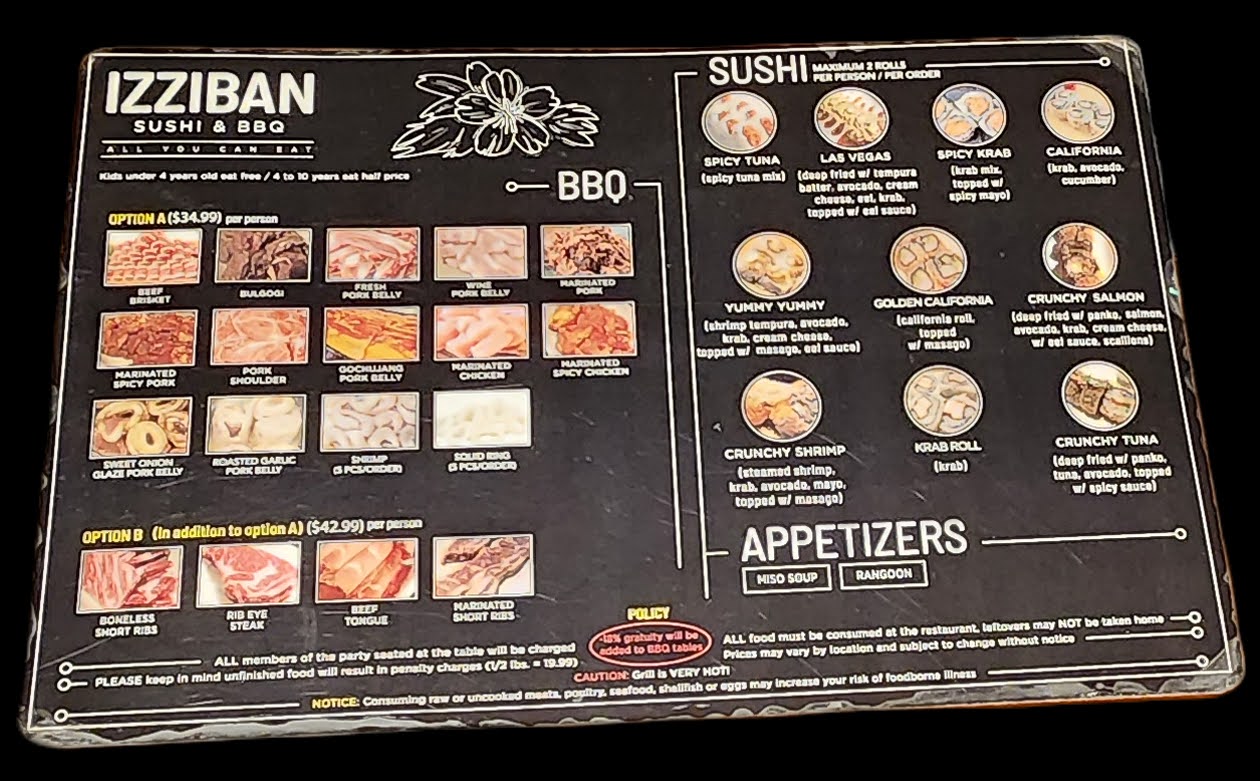 IZZIBAN
SUSHI & BBQ
ALL YOU CAN EAT
Kids under 4 years old eat free / 4 to 10 years eat half price
BBQ
OPTION A ($34.99) per person
BEEF
BRISKET
BULGOGI
FRESH
PORK BELLY
WINE
PORK BELLY
MARINATED
PORK
MARINATED
SPICY PORK
PORK
SHOULDER
GOCHUJANG
PORK BELLY
MARINATED
CHICKEN
MARINATED
SPICY CHICKEN
SWEET ONION
GLAZE PORK BELLY
ROASTED GARLIC
PORK BELLY
SHRIMP
(5 PCS/ORDER)
SQUID RING
(5 PCS/ORDER)
OPTION B (in addition to option A) ($42.99) per person
BONELESS
SHORT RIBS
RIB EYE
STEAK
BEEF
TONGUE
MARINATED
SHORT RIBS
SUSHI
MAXIMUM 2 ROLLS
PER PERSON / PER ORDER
SPICY TUNA
(spicy tuna mix)
LAS VEGAS
(deep fried w/ tempura
batter, avocado, cream
cheese, eel, krab,
topped w/ eel sauce)
SPICY KRAB
(krab mix,
topped w/
spicy mayo)
CALIFORNIA
(krab, avocado,
cucumber)
YUMMY YUMMY
(shrimp tempura, avocado,
krab, cream cheese,
topped w/ masago, eel sauce)
GOLDEN CALIFORNIA
(california roll,
topped
w/ masago)
CRUNCHY SALMON
(deep fried w/ panko, salmon,
avocado, krab, cream cheese,
w/ eel sauce, scallions)
CRUNCHY SHRIMP
(steamed shrimp,
krab, avocado, mayo,
topped w/ masago)
KRAB ROLL
(krab)
CRUNCHY TUNA
(deep fried w/ panko,
tuna, avocado, topped
w/ spicy sauce)
APPETIZERS
MISO SOUP
RANGOON
POLICY
ALL members of the party seated at the table will be charged
PLEASE keep in mind unfinished food will result in penalty charges (1/2 lbs. = 19.99)
-18% gratuity will be
added to BBQ tables
ALL food must be consumed at the restaurant, leftovers may NOT be taken home
Prices may vary by location and subject to change without notice
CAUTION: Grill is VERY HOT!
NOTICE: Consuming raw or uncooked meats, poultry, seafood, shellfish or eggs may increase your risk of foodborne illness